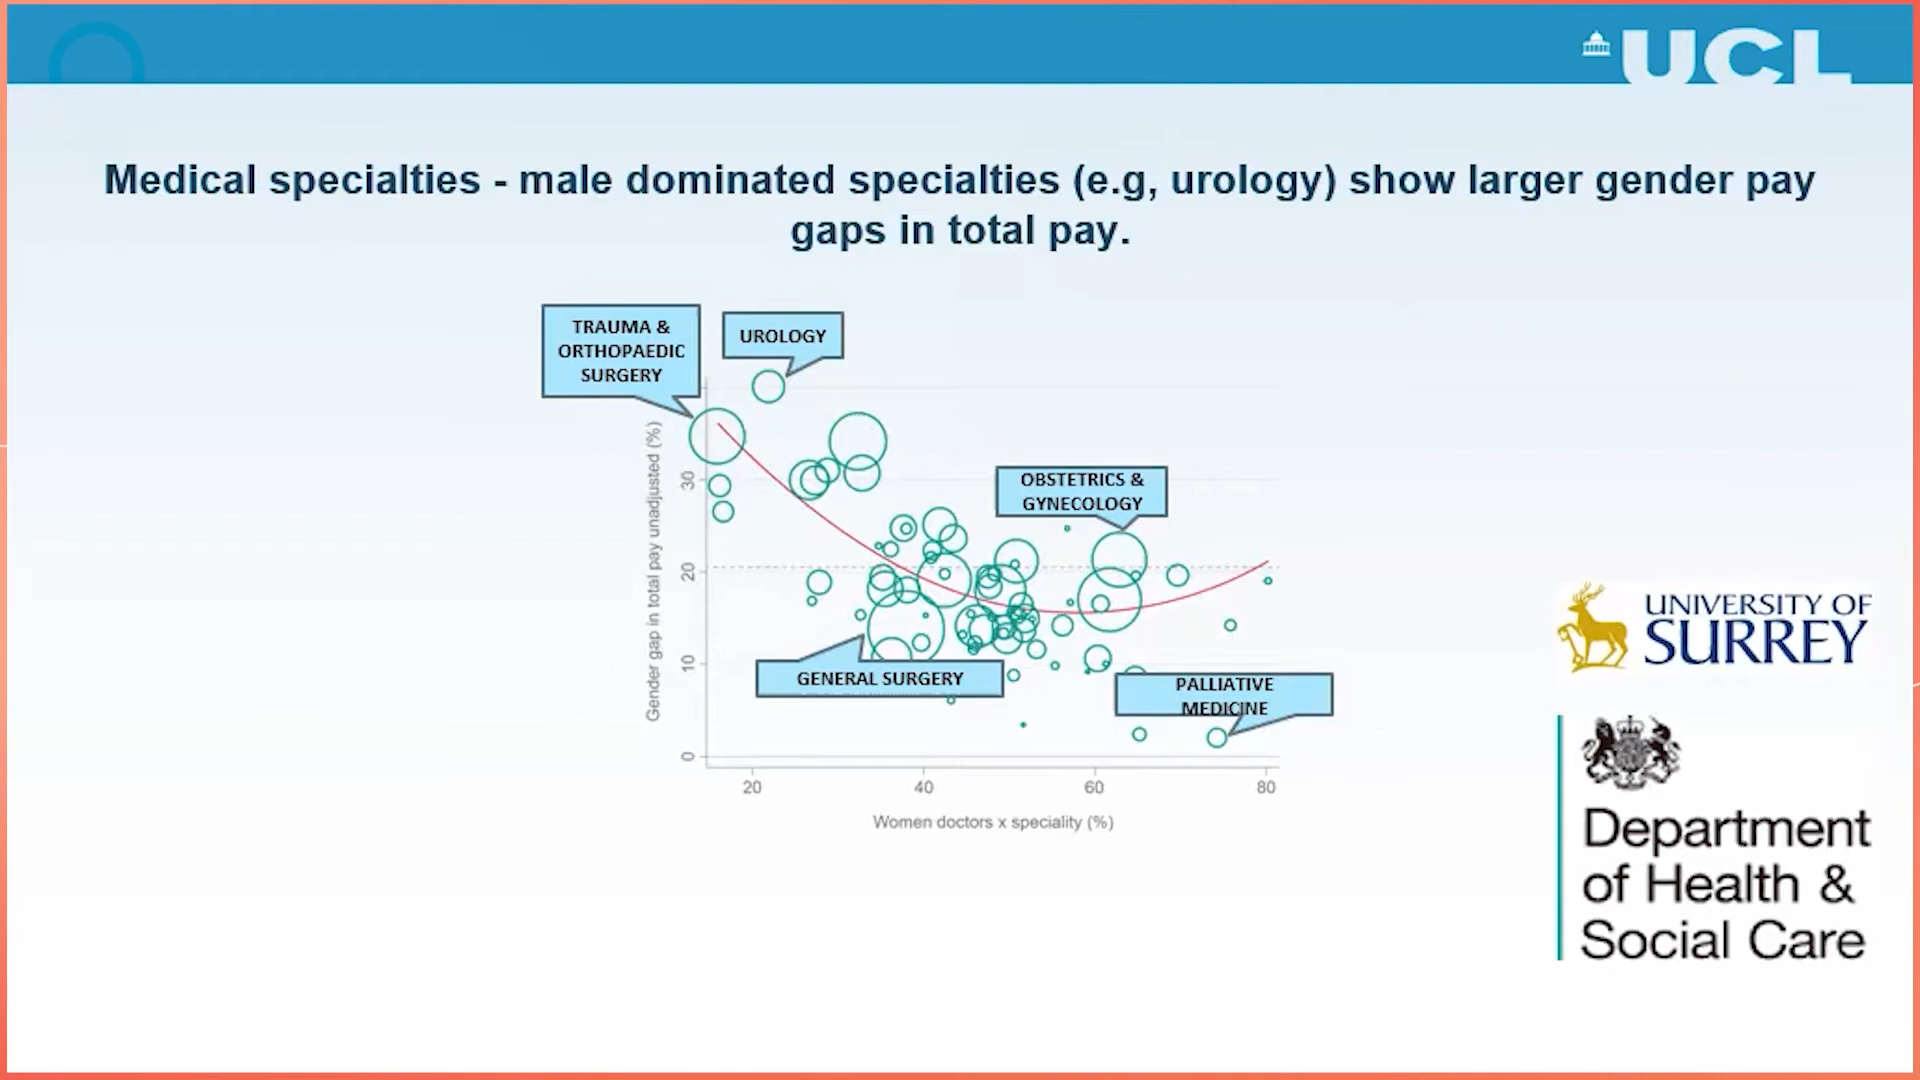 UCL
Medical specialties - male dominated specialties (e.g, urology) show larger gender pay
gaps in total pay.
TRAUMA &
ORTHOPAEDIC
SURGERY
UROLOGY
OBSTETRICS &
GYNECOLOGY
GENERAL SURGERY
PALLIATIVE
MEDICINE
Gender gap in total pay unadjusted (%)
30
20
10
0
20 40 60 80
Women doctors x speciality (%)
UNIVERSITY OF
SURREY
Department
of Health &
Social Care